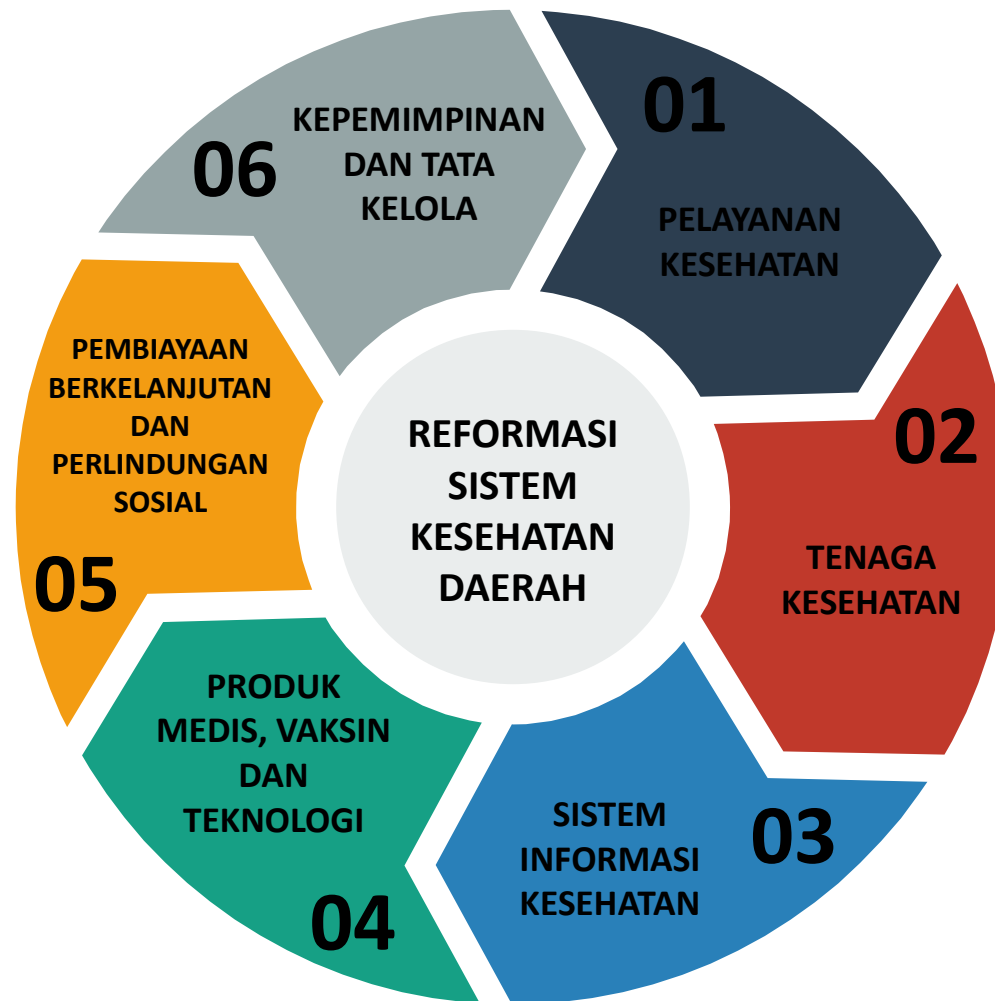 REFORMASI
SISTEM
KESEHATAN
DAERAH
01
PELAYANAN
KESEHATAN
02
TENAGA
KESEHATAN
03
SISTEM
INFORMASI
KESEHATAN
04
PRODUK
MEDIS, VAKSIN
DAN
TEKNOLOGI
05
PEMBIAYAAN
BERKELANJUTAN
DAN
PERLINDUNGAN
SOSIAL
06
KEPEMIMPINAN
DAN TATA
KELOLA